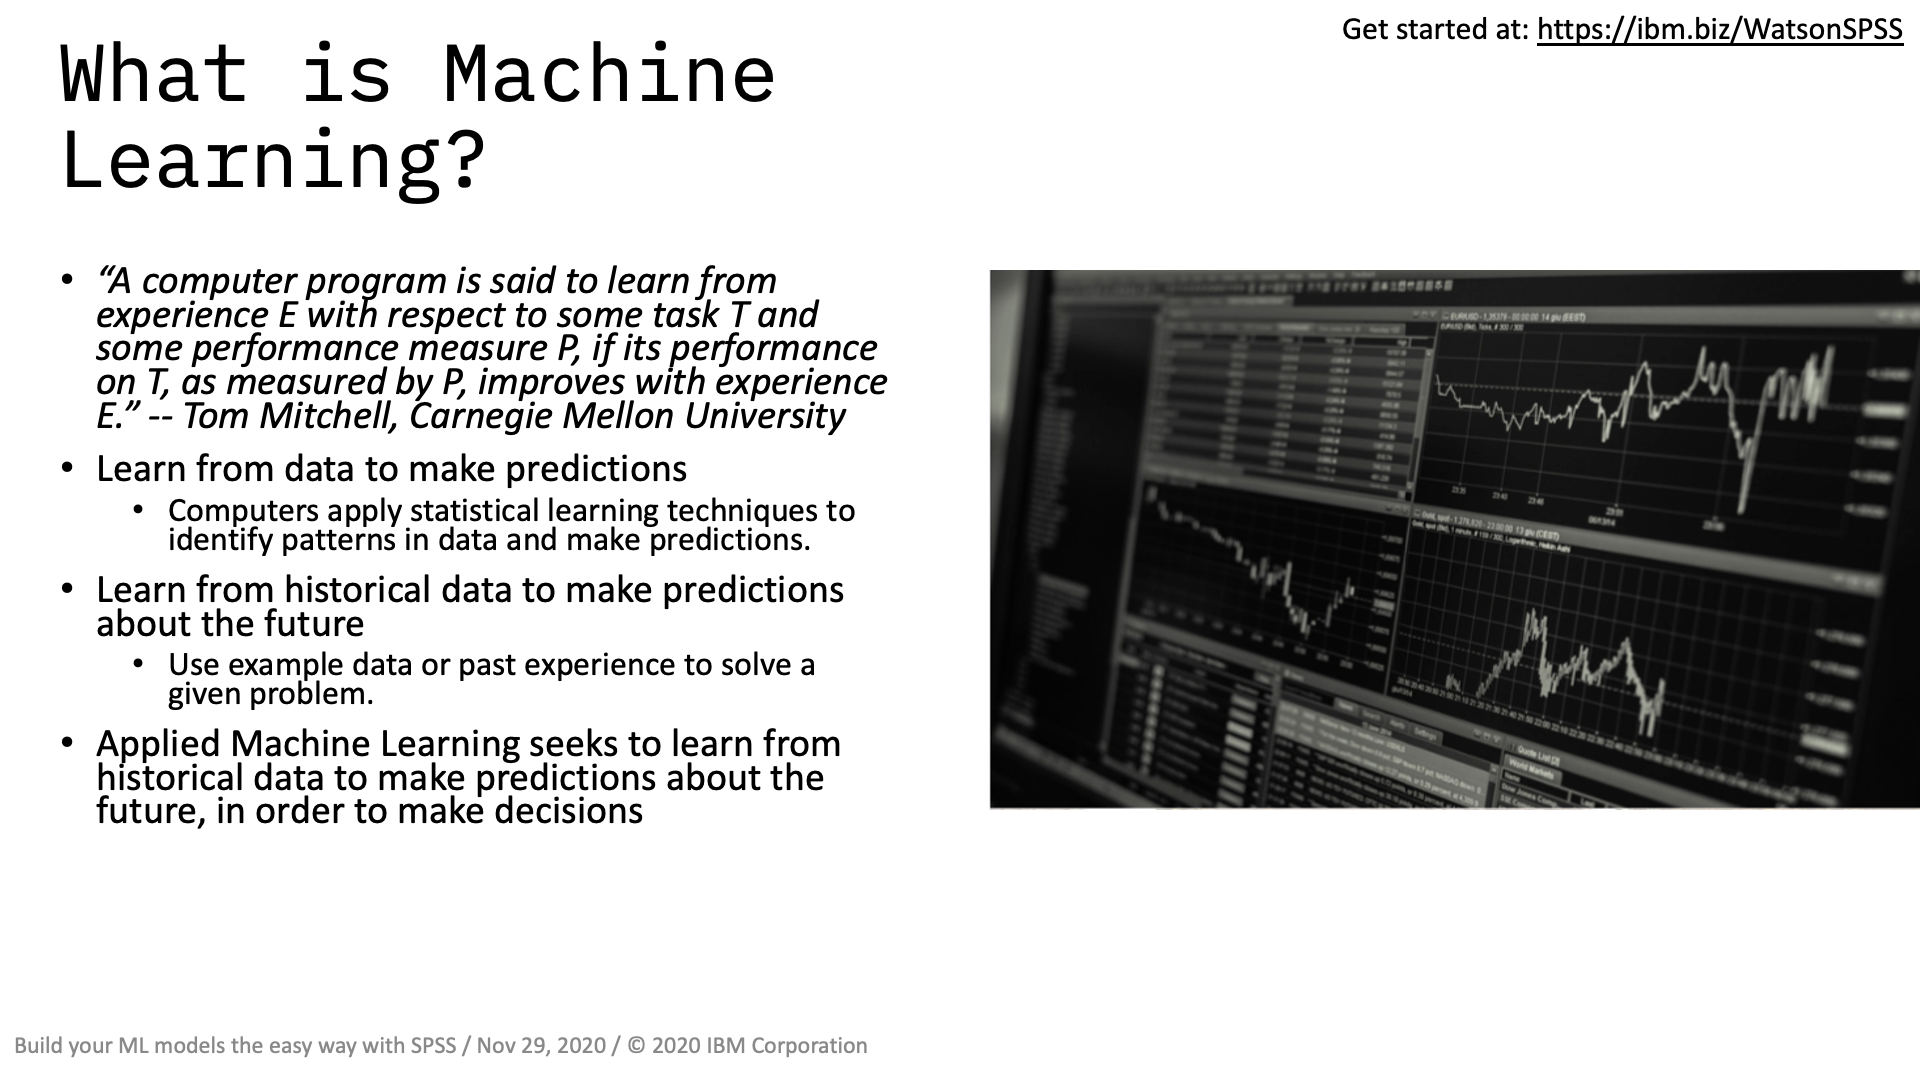 Get started at: https://ibm.biz/WatsonSPSS
What is Machine
Learning?
• “A computer program is said to learn from
experience E with respect to some task T and
some performance measure P, if its performance
on T, as measured by P, improves with experience
E.” -- Tom Mitchell, Carnegie Mellon University
• Learn from data to make predictions
• Computers apply statistical learning techniques to
identify patterns in data and make predictions.
• Learn from historical data to make predictions
about the future
• Use example data or past experience to solve a
given problem.
• Applied Machine Learning seeks to learn from
historical data to make predictions about the
future, in order to make decisions
Quote List [2]
World Markets
Build your ML models the easy way with SPSS / Nov 29, 2020 / © 2020 IBM Corporation